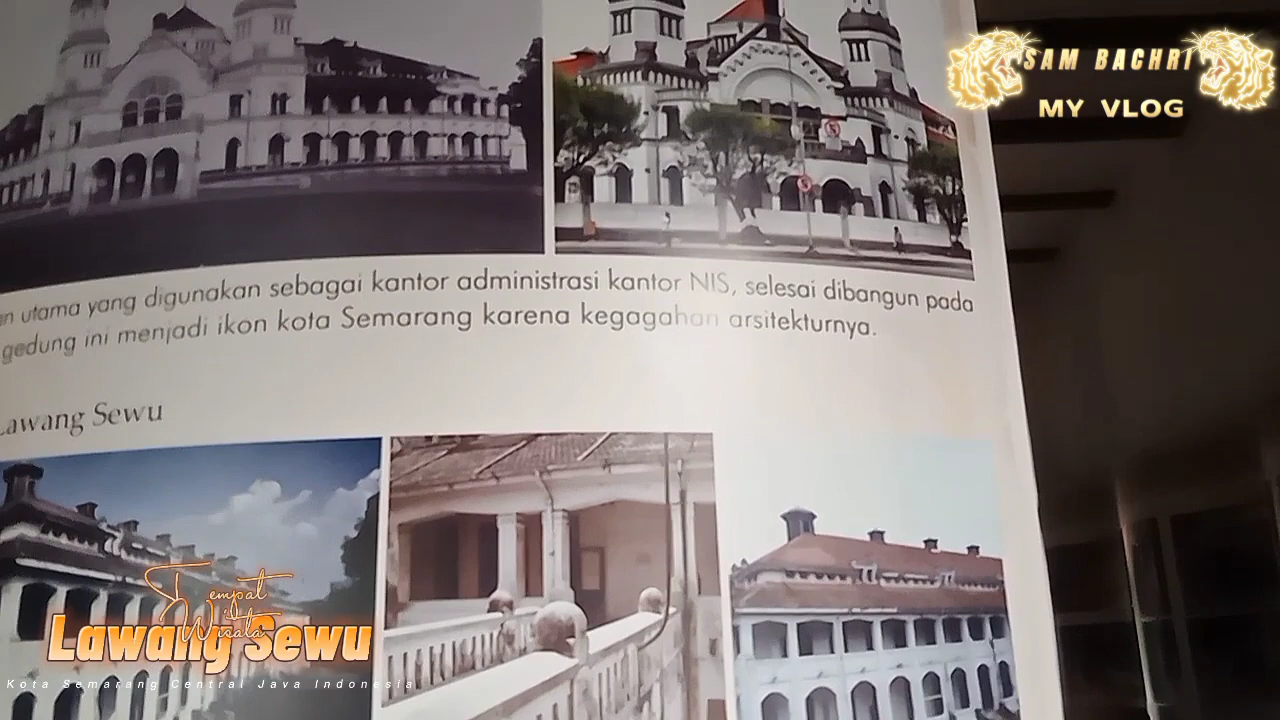 SAM BACHRI
MY VLOG
utama yang digunakan sebagai kantor administrasi kantor NIS, selesai dibangun pada
gedung ini menjadi ikon kota Semarang karena kegagahan arsitekturnya.
Lawang Sewu
Tempat
Wisata
Lawang Sewu
Kota Semarang Central Java Indonesia